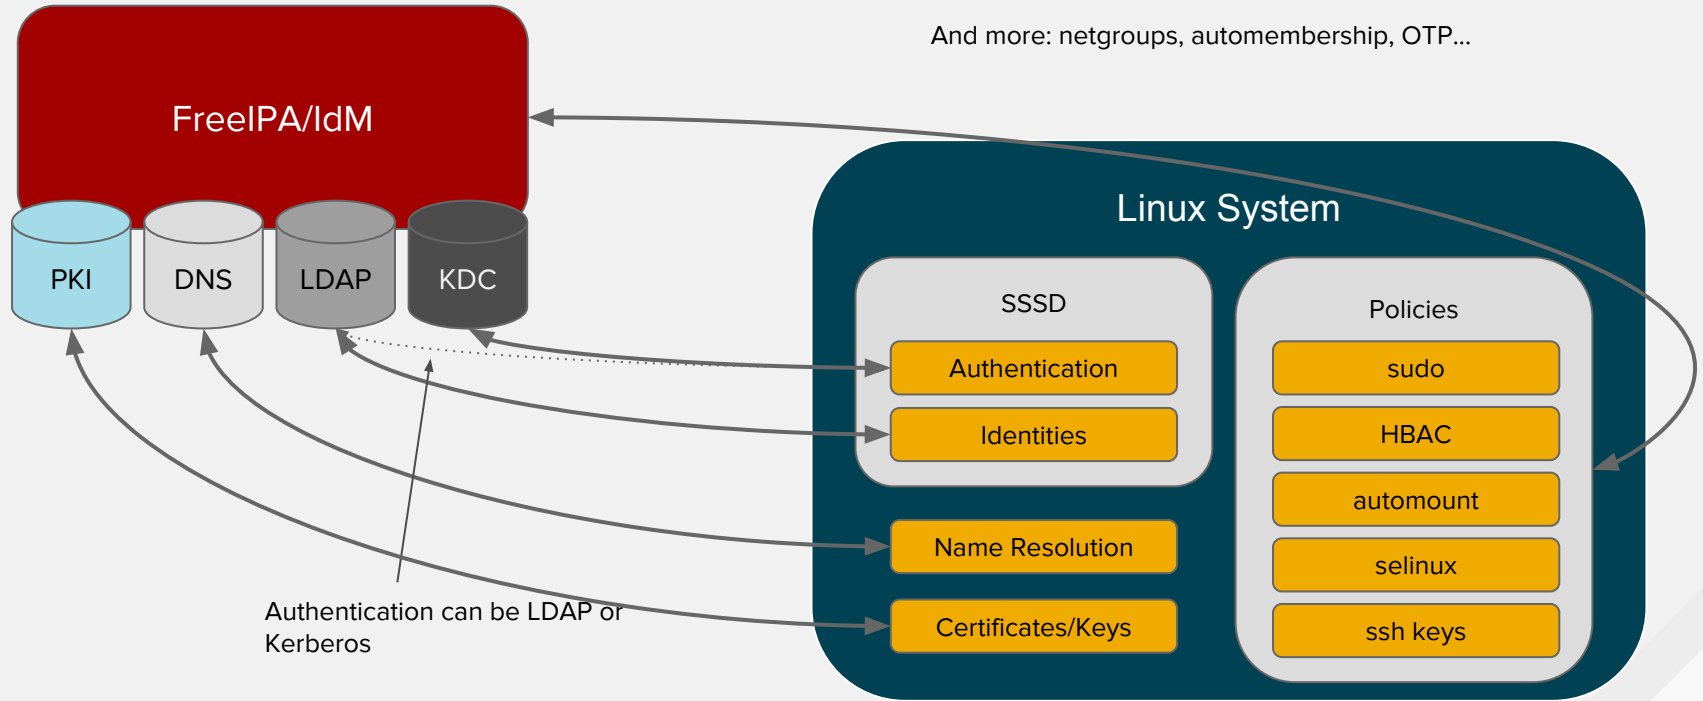 And more: netgroups, automembership, OTP...
FreeIPA/IdM
PKI
DNS
LDAP
KDC
Linux System
SSSD
Authentication
Identities
Name Resolution
Certificates/Keys
Policies
sudo
HBAC
automount
selinux
ssh keys
Authentication can be LDAP or
Kerberos